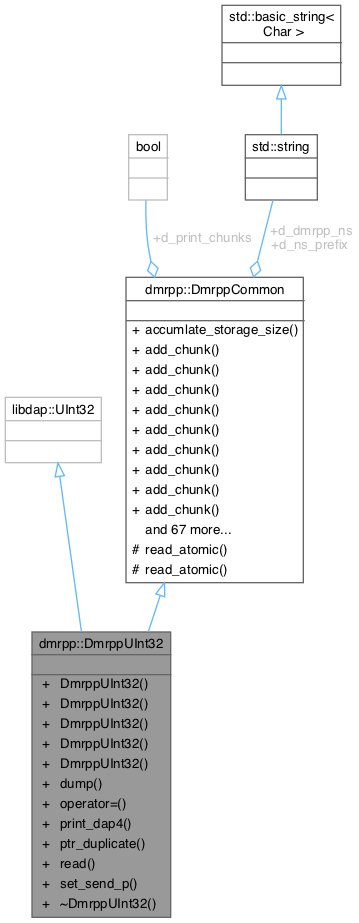 std::basic_string<
Char >
bool
std::string
+d_print_chunks
+d_dmrpp_ns
+d_ns_prefix
dmrpp::DmrppCommon
+ accumlate_storage_size()
+ add_chunk()
+ add_chunk()
+ add_chunk()
+ add_chunk()
+ add_chunk()
+ add_chunk()
+ add_chunk()
+ add_chunk()
+ add_chunk()
and 67 more...
# read_atomic()
# read_atomic()
libdap::UInt32
dmrpp::DmrppUInt32
+ DmrppUInt32()
+ DmrppUInt32()
+ DmrppUInt32()
+ DmrppUInt32()
+ DmrppUInt32()
+ dump()
+ operator=()
+ print_dap4()
+ ptr_duplicate()
+ read()
+ set_send_p()
+ ~DmrppUInt32()